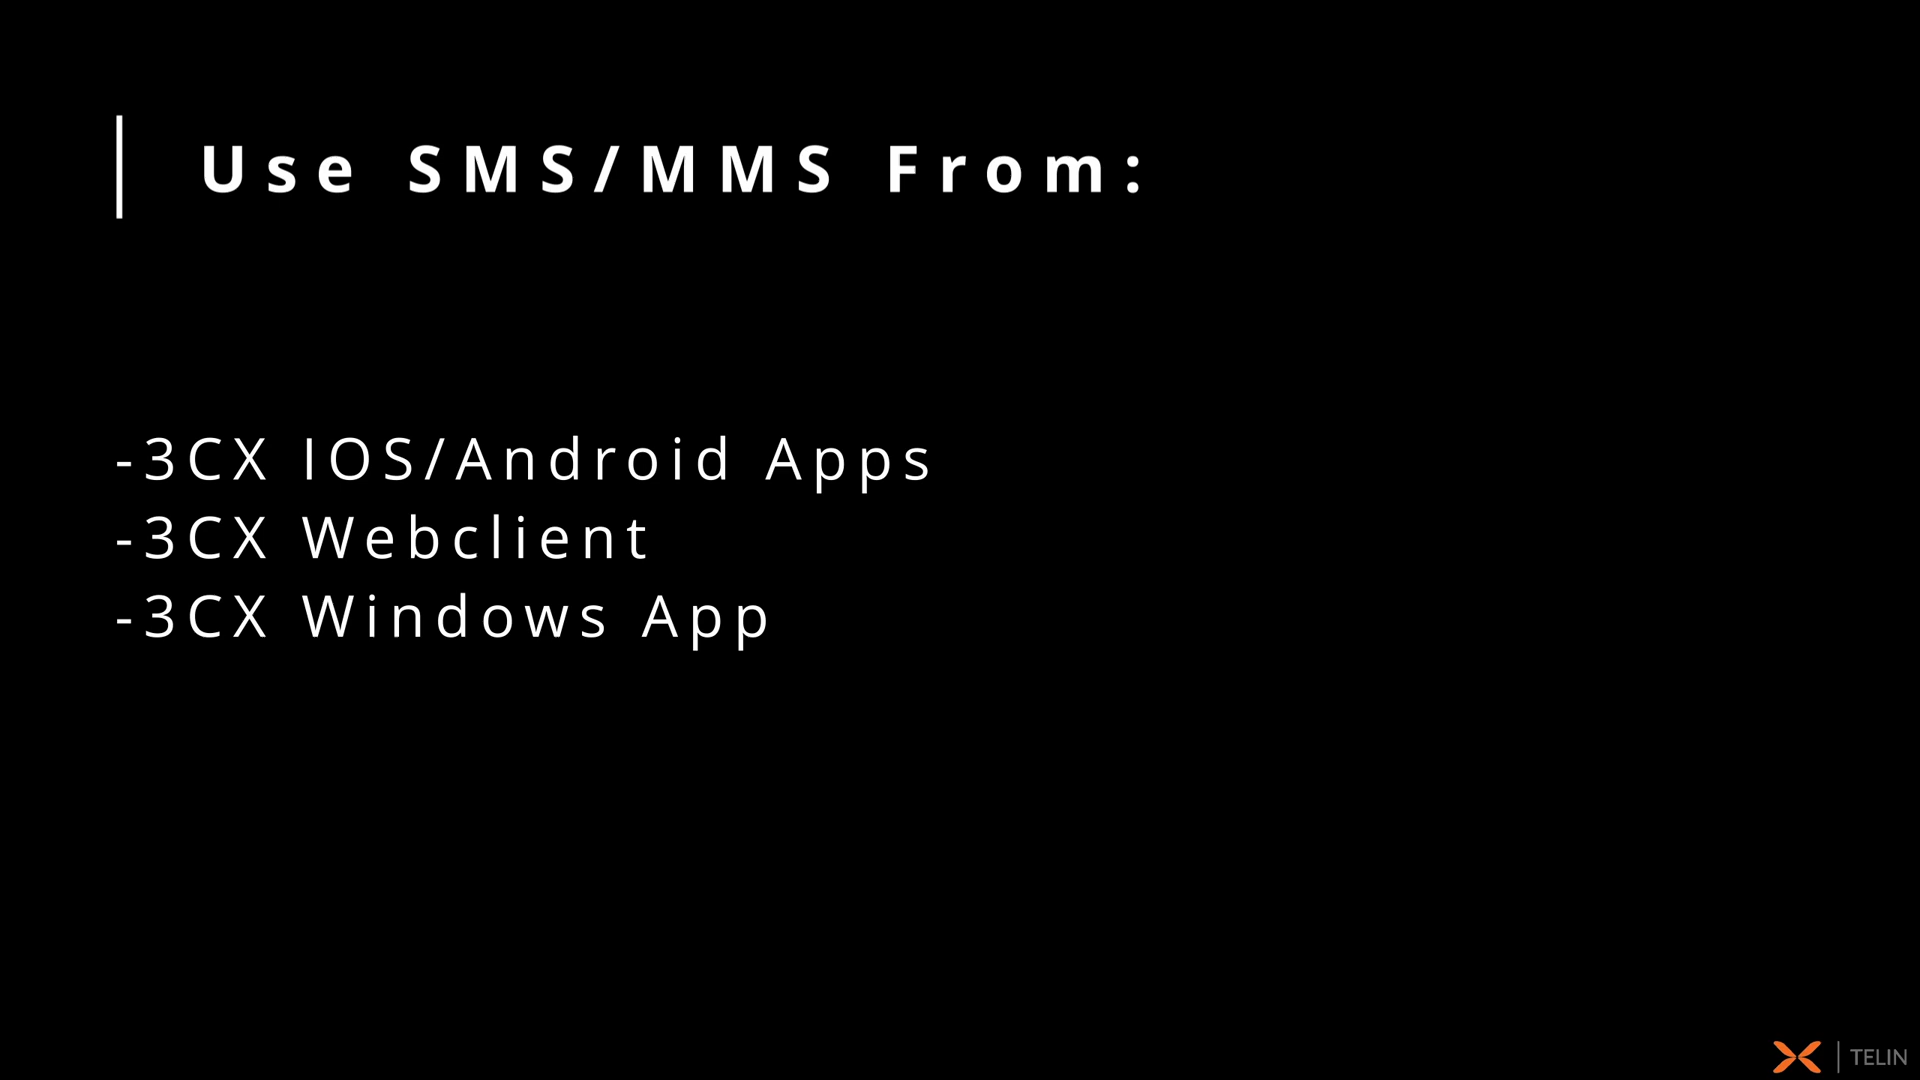 Use SMS/MMS From:
-3CX IOS/Android Apps
-3CX Webclient
-3CX Windows App
TELIN